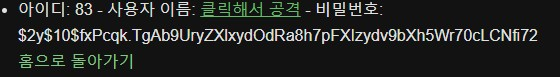 • 아이디: 83 - 사용자 이름: 클릭해서 공격 - 비밀번호:
$2y$10$fxPcqk.TgAb9UryZXlxydOdRa8h7pFXlzydv9bXh5Wr70cLCNfi72
홈으로 돌아가기